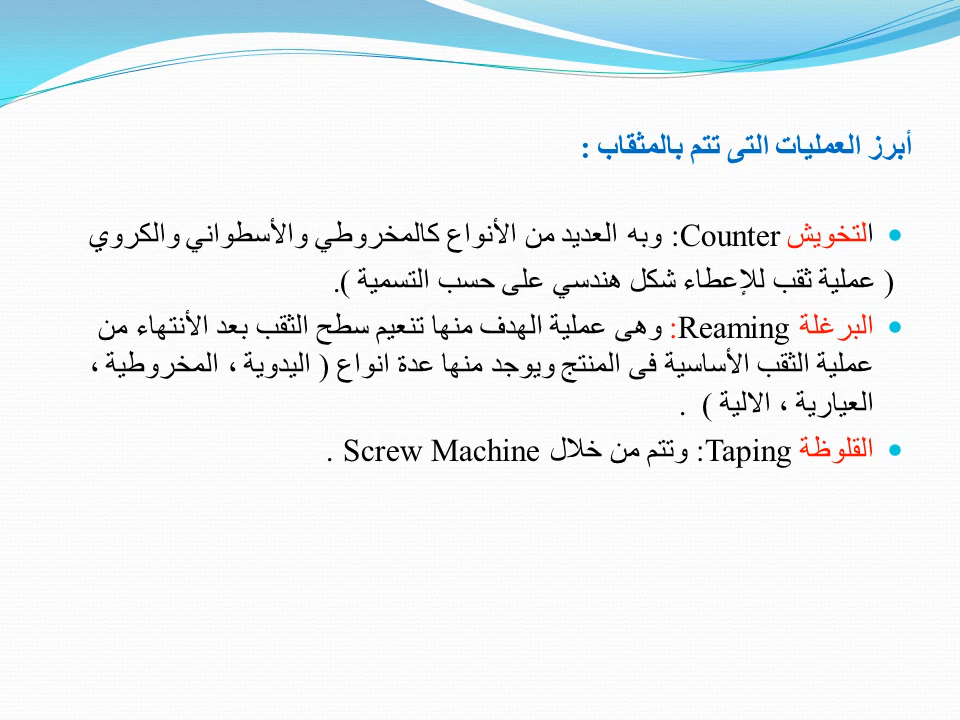 أبرز العمليات التى تتم بالمثقاب :
التخويش Counter: وبه العديد من الأنواع كالمخروطي والأسطواني والكروي
( عملية ثقب للإعطاء شكل هندسي على حسب التسمية ).
البرغلة Reaming: وهى عملية الهدف منها تنعيم سطح الثقب بعد الأنتهاء من
عملية الثقب الأساسية فى المنتج ويوجد منها عدة انواع ( اليدوية ، المخروطية ،
العيارية ، الالية ) .
القلوظة Taping: وتتم من خلال Screw Machine .